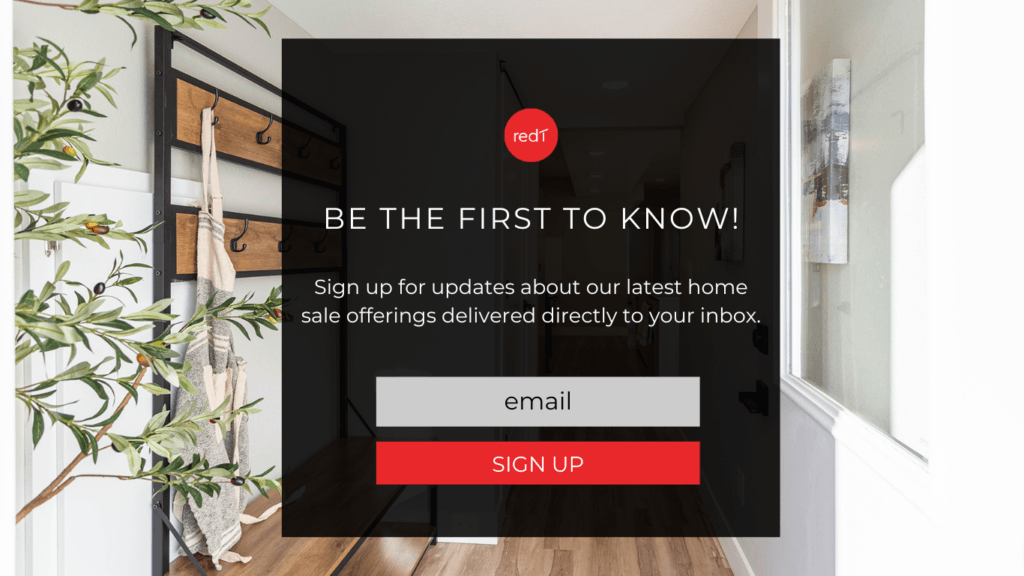 redT
BE THE FIRST TO KNOW!
Sign up for updates about our latest home
sale offerings delivered directly to your inbox.
email
SIGN UP